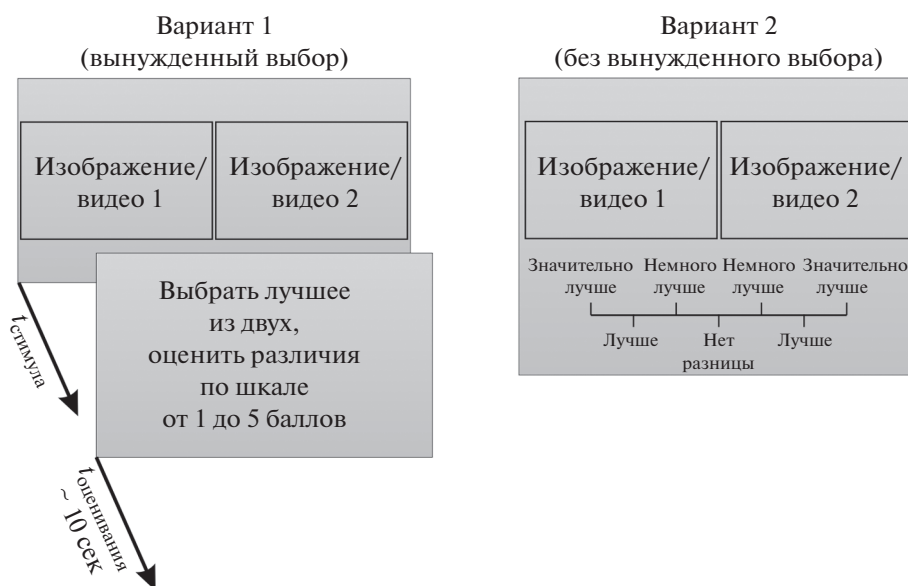 Вариант 1
(вынужденный выбор)
Изображение/
видео 1
Изображение/
видео 2
Выбрать лучшее
из двух,
оценить различия
по шкале
от 1 до 5 баллов
tстимула
tоценивания
~ 10 сек
Вариант 2
(без вынужденного выбора)
Изображение/
видео 1
Изображение/
видео 2
Значительно
лучше
Немного
лучше
Немного
лучше
Значительно
лучше
Лучше
Нет
разницы
Лучше